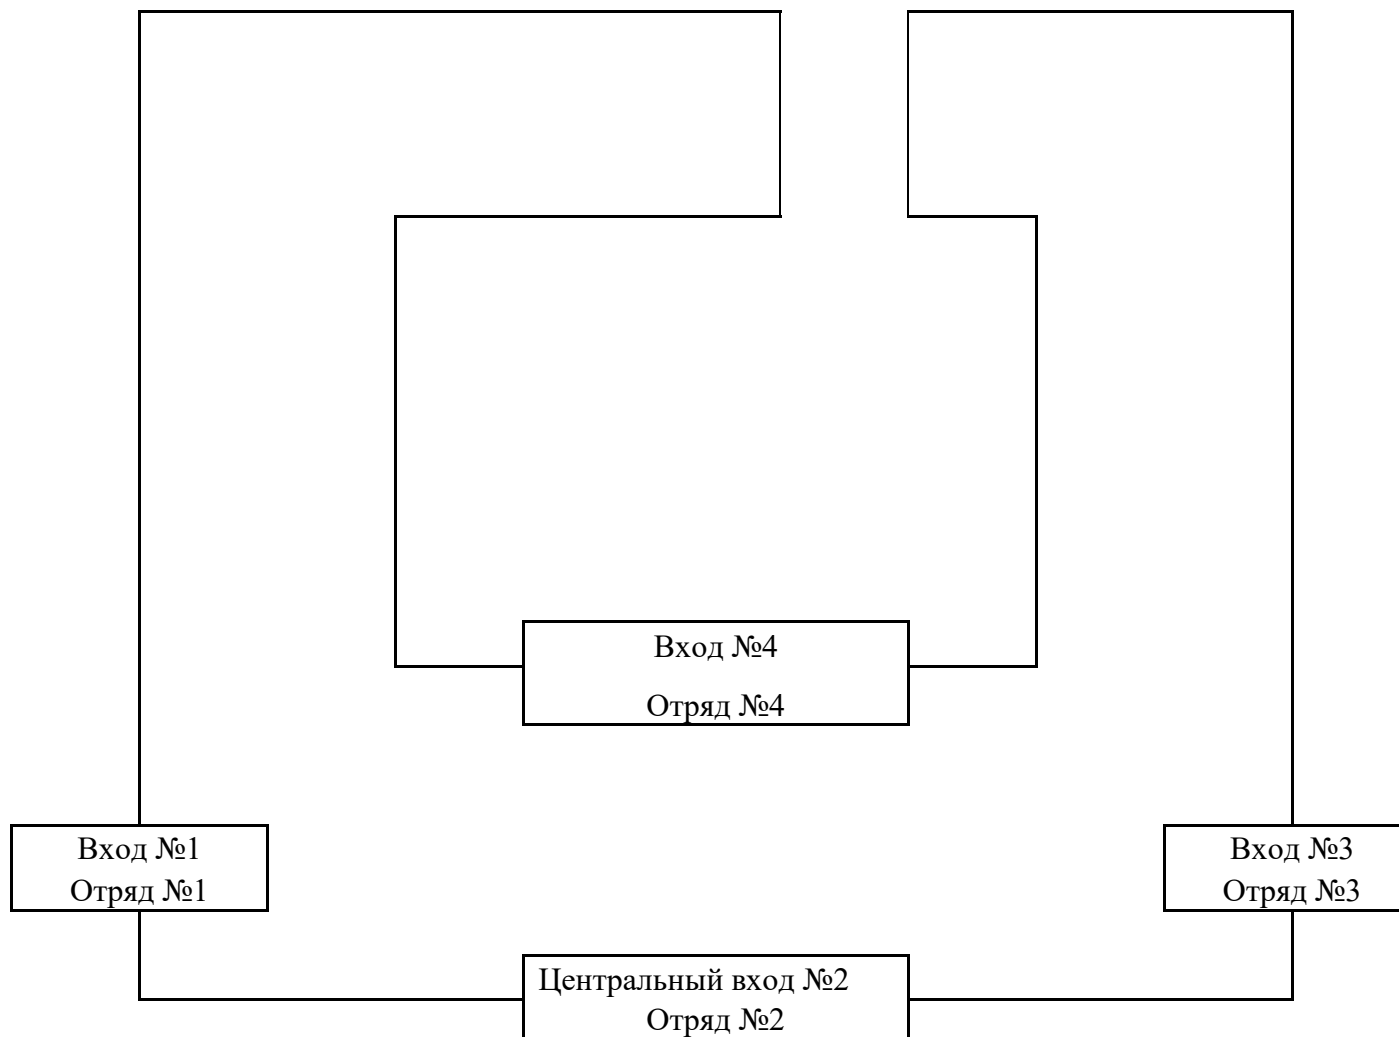 Вход №4
Отряд №4
Вход №1
Отряд №1
Вход №3
Отряд №3
Центральный вход №2
Отряд №2